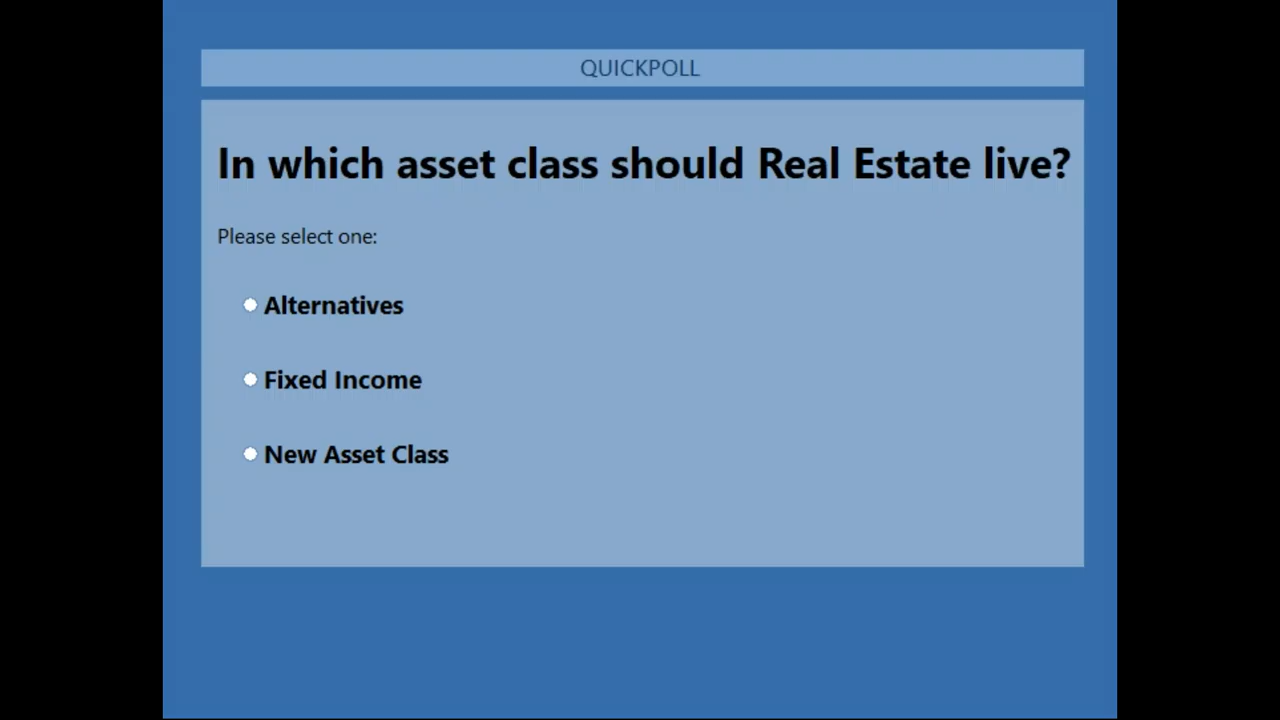 QUICKPOLL
In which asset class should Real Estate live?
Please select one:
Alternatives
Fixed Income
New Asset Class